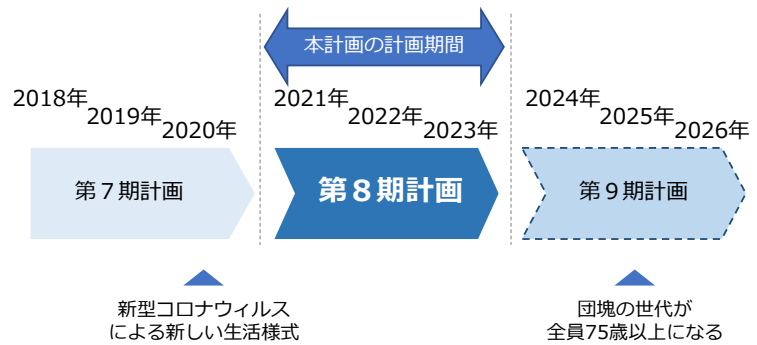 本計画の計画期間
2018年
2019年
2020年
2021年
2022年
2023年
2024年
2025年
2026年
第７期計画
第８期計画
第９期計画
新型コロナウィルス
による新しい生活様式
団塊の世代が
全員75歳以上になる